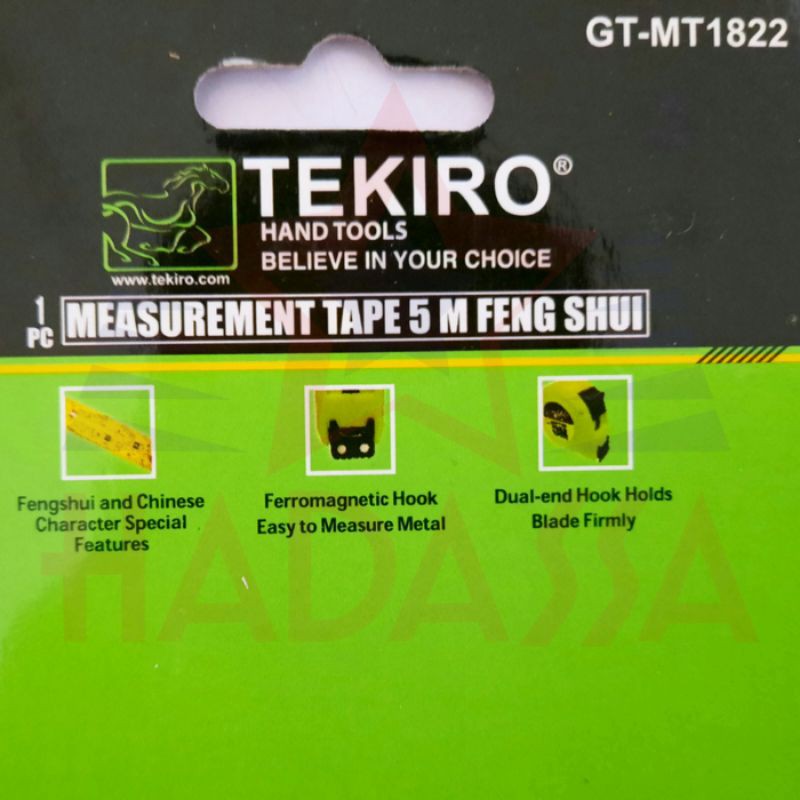 GT-MT1822
TEKIRO®
HAND TOOLS
BELIEVE IN YOUR CHOICE
www.tekiro.com
1
PC
MEASUREMENT TAPE 5 M FENG SHUI
Fengshui and Chinese
Character Special
Features
Ferromagnetic Hook
Easy to Measure Metal
Dual-end Hook Holds
Blade Firmly
HADASSA